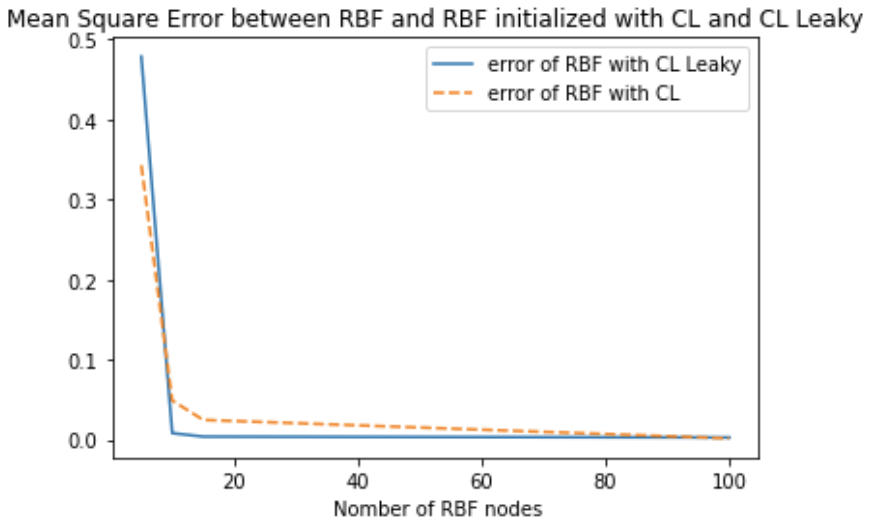 Mean Square Error between RBF and RBF initialized with CL and CL Leaky
error of RBF with CL Leaky
error of RBF with CL
0.5
0.4
0.3
0.2
0.1
0.0
20 40 60 80 100
Nomber of RBF nodes